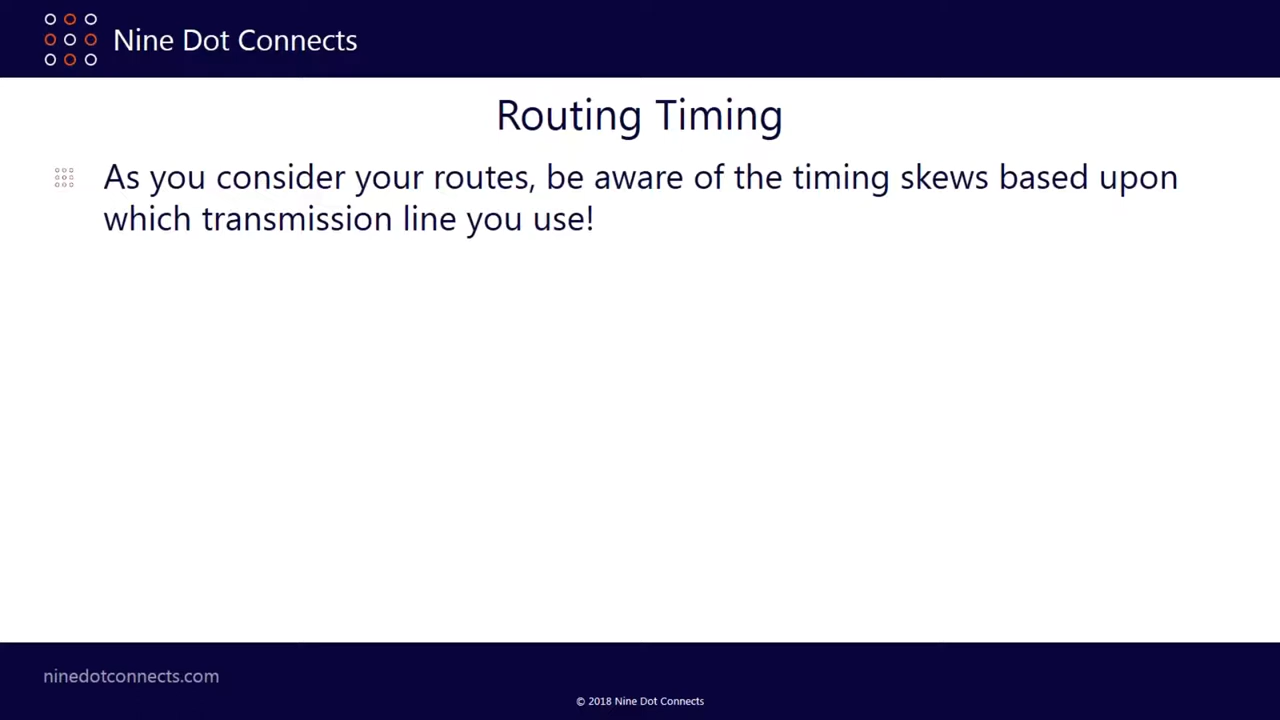 Nine Dot Connects
Routing Timing
As you consider your routes, be aware of the timing skews based upon
which transmission line you use!
ninedotconnects.com
© 2018 Nine Dot Connects